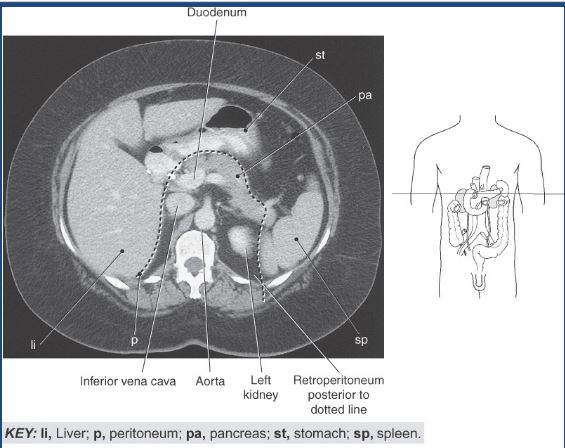 Duodenum
st
pa
li
p
sp
Inferior vena cava
Aorta
Left
kidney
Retroperitoneum
posterior to
dotted line
KEY: li, Liver; p, peritoneum; pa, pancreas; st, stomach; sp, spleen.